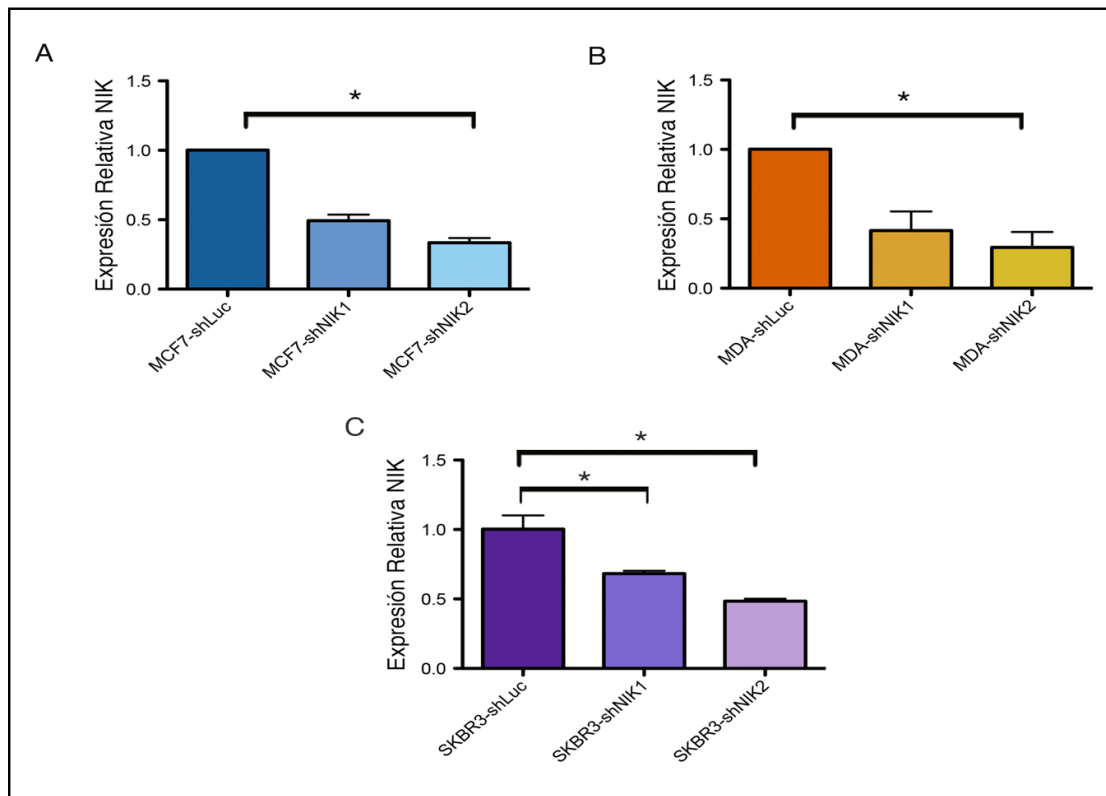 A
Expresión Relativa NIK
1.5
1.0
0.5
0.0
*
MCF7-shLuc
MCF7-shNIK1
MCF7-shNIK2
B
Expresión Relativa NIK
1.5
1.0
0.5
0.0
*
MDA-shLuc
MDA-shNIK1
MDA-shNIK2
C
Expresión Relativa NIK
1.5
1.0
0.5
0.0
*
*
SKBR3-shLuc
SKBR3-shNIK1
SKBR3-shNIK2